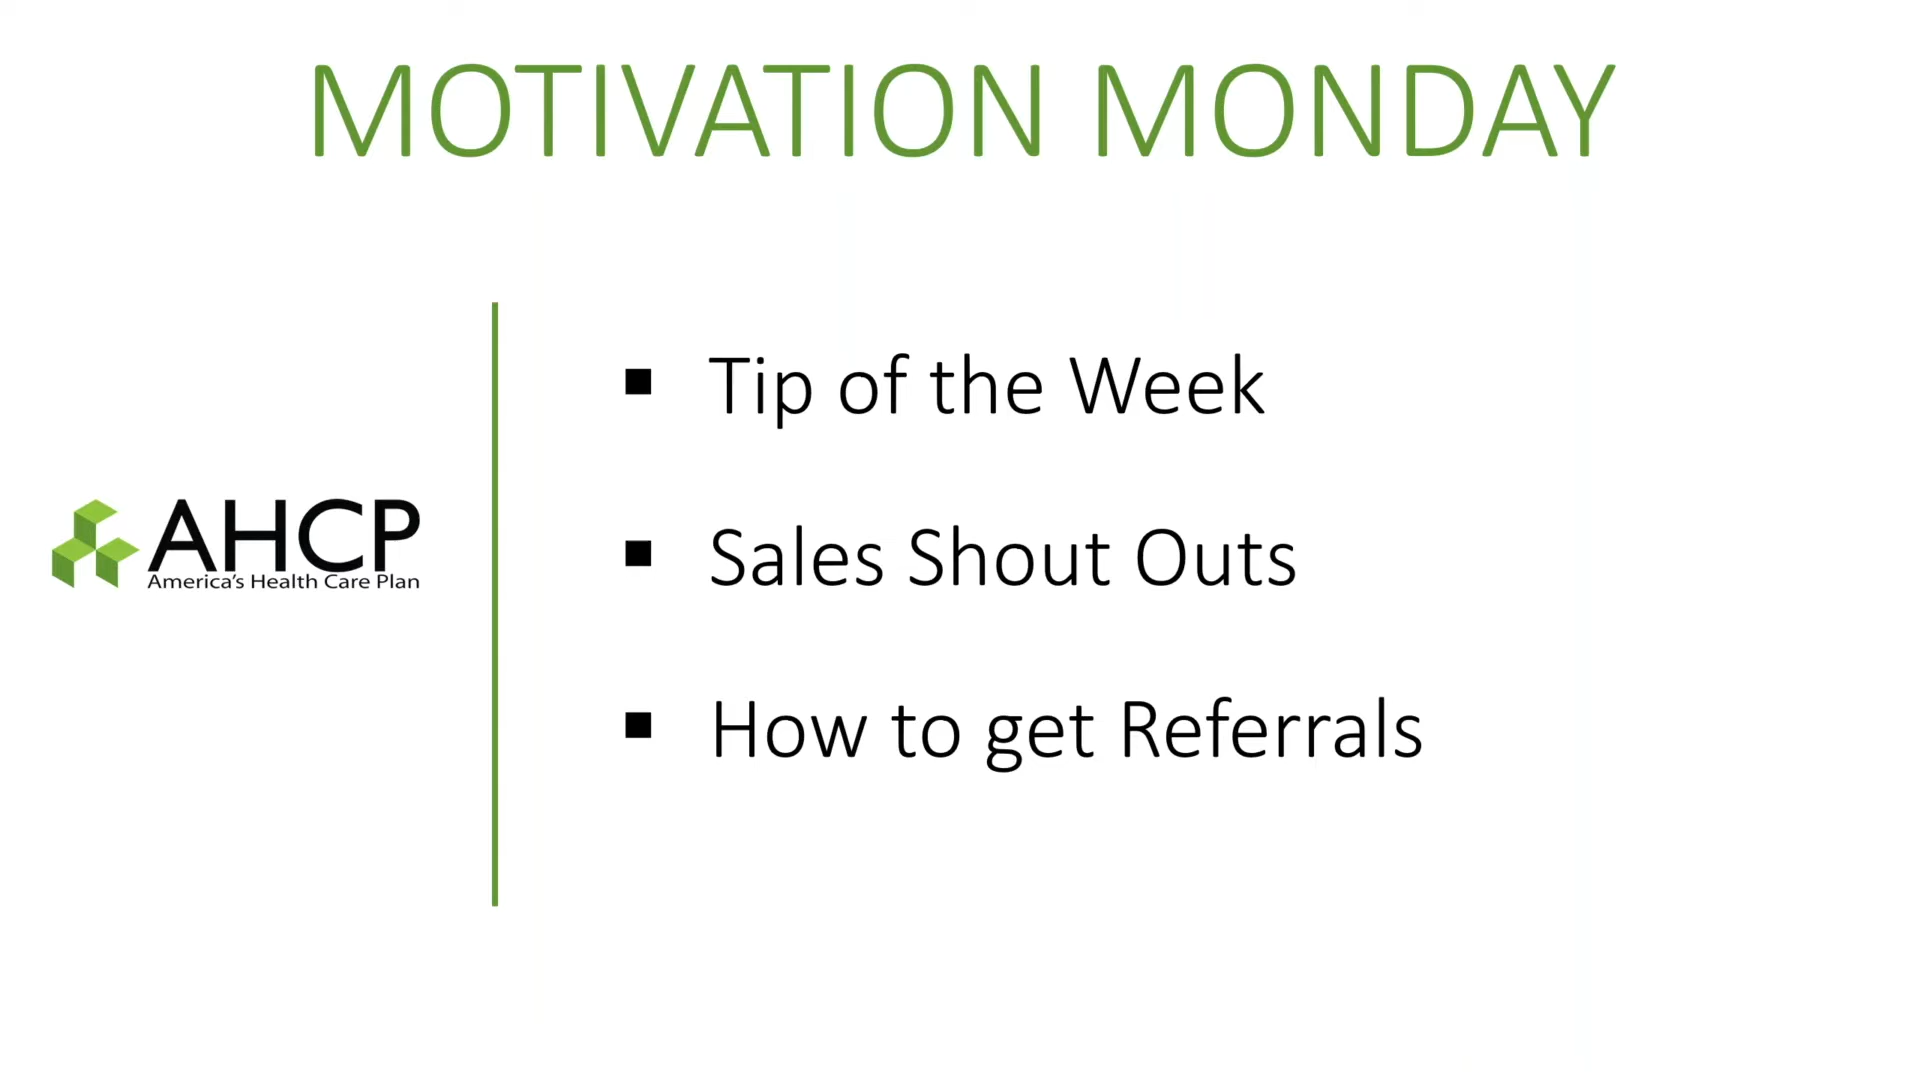 MOTIVATION MONDAY
AHCP
America's Health Care Plan
▪ Tip of the Week
▪ Sales Shout Outs
▪ How to get Referrals